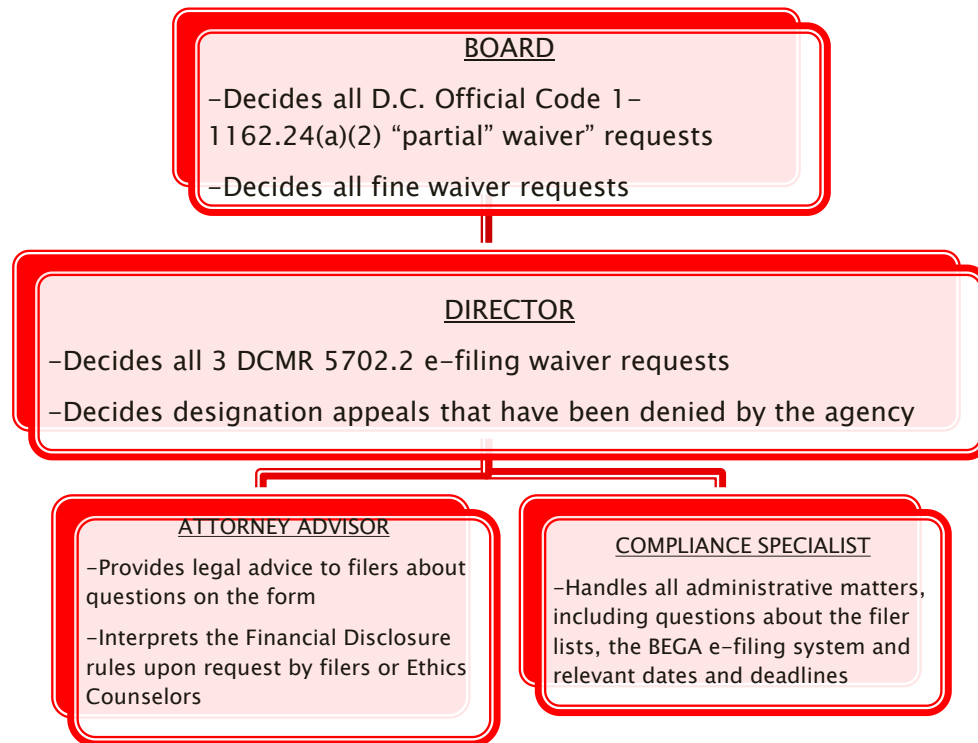 BOARD
–Decides all D.C. Official Code 1–
1162.24(a)(2) “partial” waiver” requests
–Decides all fine waiver requests
DIRECTOR
–Decides all 3 DCMR 5702.2 e–filing waiver requests
–Decides designation appeals that have been denied by the agency
ATTORNEY ADVISOR
–Provides legal advice to filers about
questions on the form
–Interprets the Financial Disclosure
rules upon request by filers or Ethics
Counselors
COMPLIANCE SPECIALIST
–Handles all administrative matters,
including questions about the filer
lists, the BEGA e–filing system and
relevant dates and deadlines